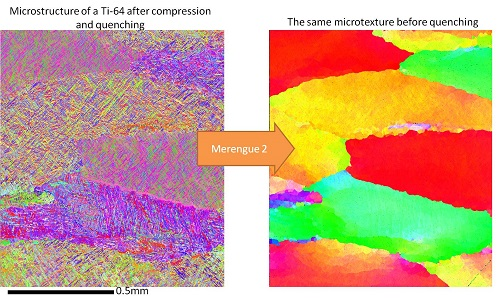 Microstructure of a Ti-64 after compression
and quenching
The same microtexture before quenching
Merengue 2
0.5mm